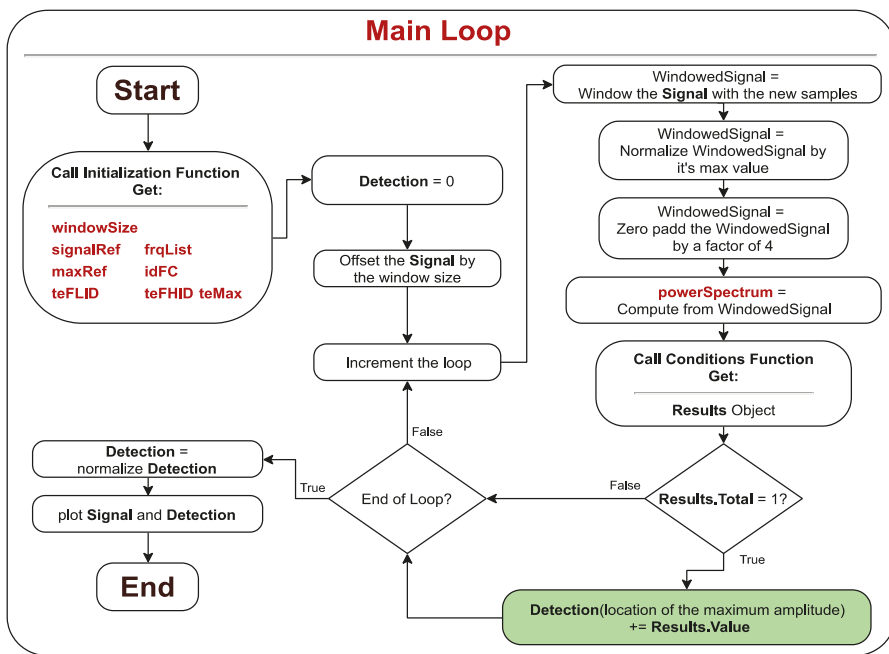 Main Loop
Start
Call Initialization Function
Get:
windowSize
signalRef frqList
maxRef idFC
teFLID teFHID teMax
Detection = 0
Offset the Signal by
the window size
Increment the loop
WindowedSignal =
Window the Signal with the new samples
WindowedSignal =
Normalize WindowedSignal by
it's max value
WindowedSignal =
Zero padd the WindowedSignal
by a factor of 4
powerSpectrum =
Compute from WindowedSignal
Call Conditions Function
Get:
Results Object
Results.Total = 1?
False
True
Detection(location of the maximum amplitude)
+= Results.Value
End of Loop?
False
True
Detection =
normalize Detection
plot Signal and Detection
End